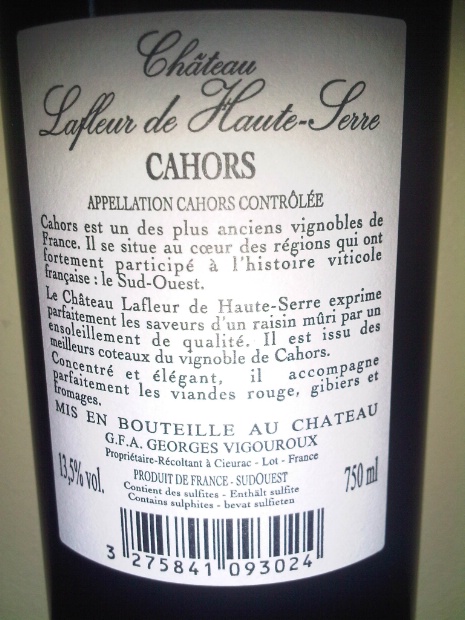 Château
Lafleur de Haute-Serre
CAHORS
APPELLATION CAHORS CONTRÔLÉE
Cahors est un des plus anciens vignobles de
France. Il se situe au cœur des régions qui ont
fortement participé à l'histoire viticole
française : le Sud-Ouest.
Le Château Lafleur de Haute-Serre exprime
parfaitement les saveurs d'un raisin mûri par un
ensoleillement de qualité. Il est issu des
meilleurs coteaux du vignoble de Cahors.
Concentré et élégant, il accompagne
parfaitement les viandes rouge, gibiers et
fromages.
MIS EN BOUTEILLE AU CHATEAU
G.F.A. GEORGES VIGOUROUX
Propriétaire-Récoltant à Cieurac - Lot - France
13,5% vol.
PRODUIT DE FRANCE - SUDOUEST
750 ml
Contient des sulfites - Enthält sulfite
Contains sulphites - bevat sulfieten
3 275841 093024